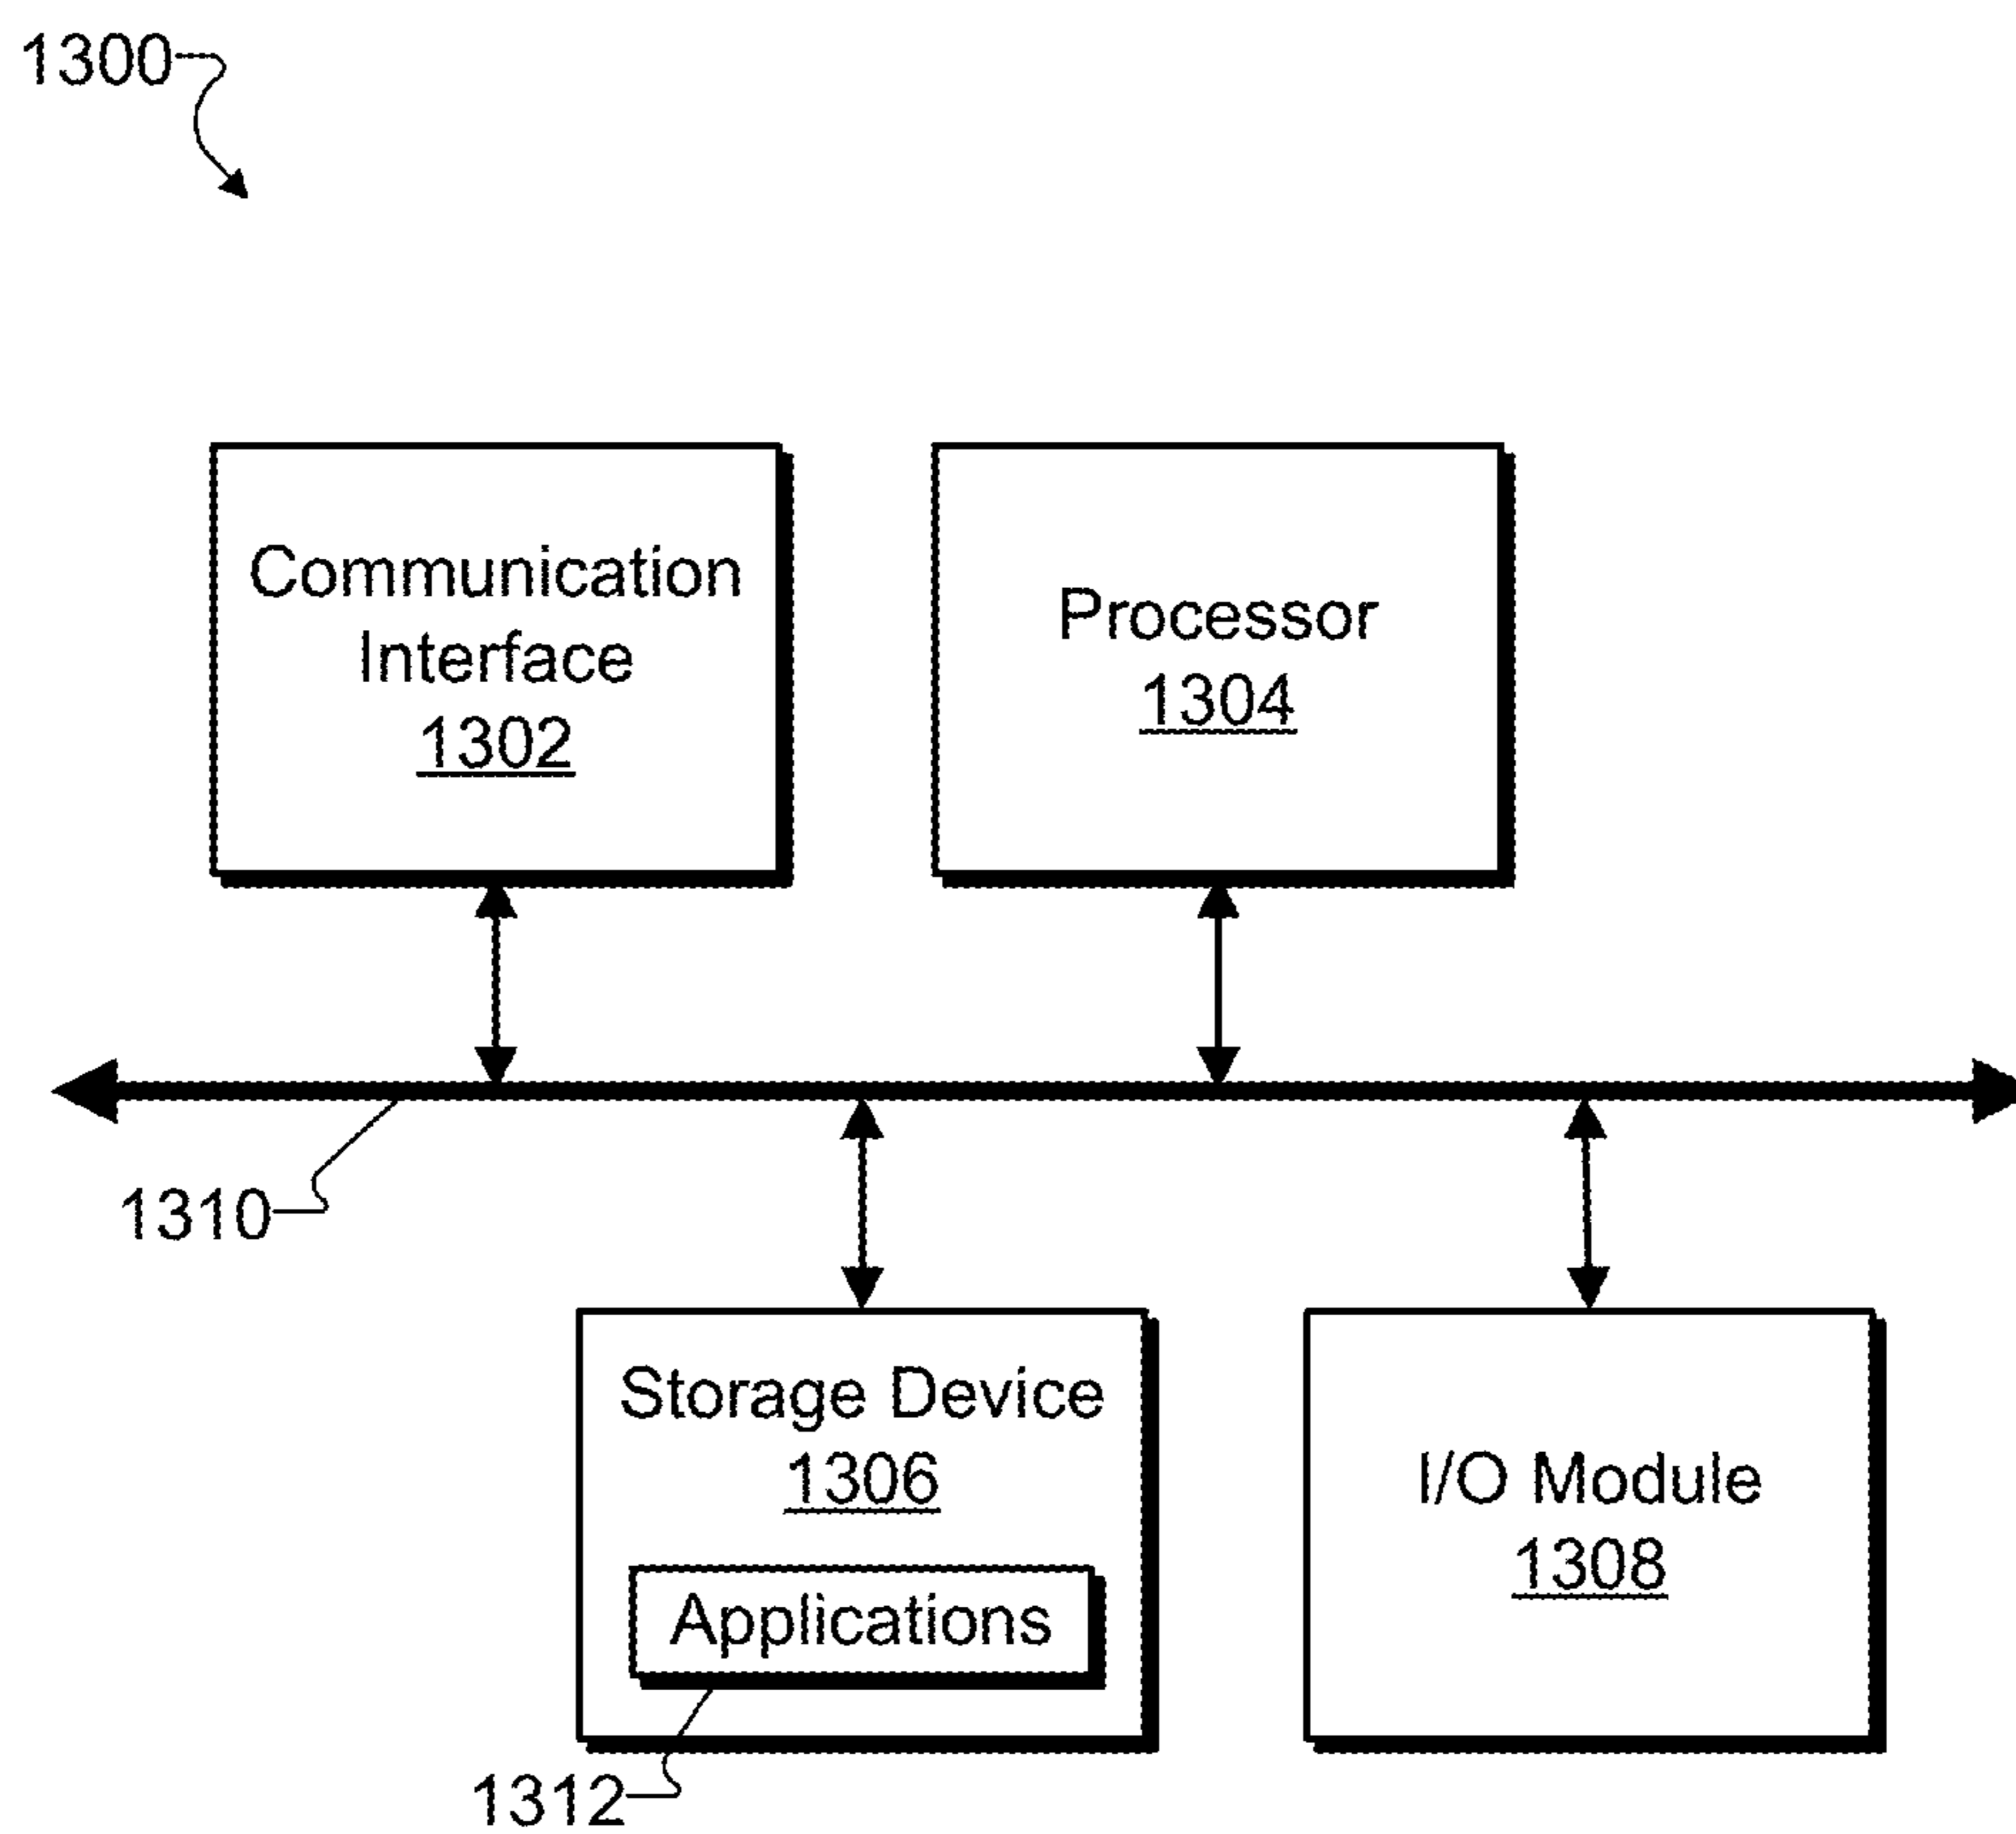 1300
Communication
Interface
1302
Processor
1304
1310
Storage Device
1306
Applications
1312
I/O Module
1308